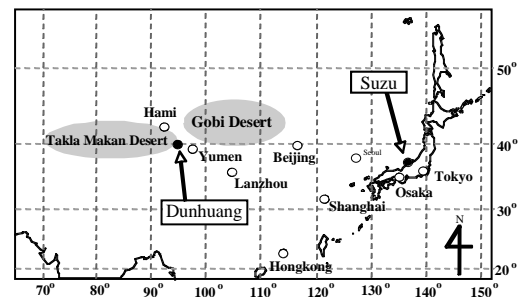 50°
Suzu
Hami
Gobi Desert
Takla Makan Desert
40°
Yumen
Beijing
Seoul
Lanzhou
Tokyo
Osaka
Dunhuang
Shanghai
30°
N
Hongkong
20°
70° 80° 90° 100° 110° 120° 130° 140° 150°